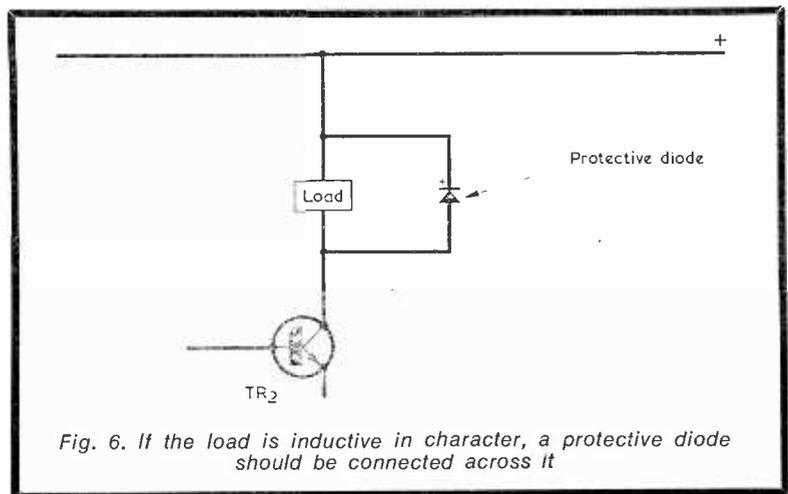 +
Protective diode
+
Load
TR2
Fig. 6. If the load is inductive in character, a protective diode
should be connected across it